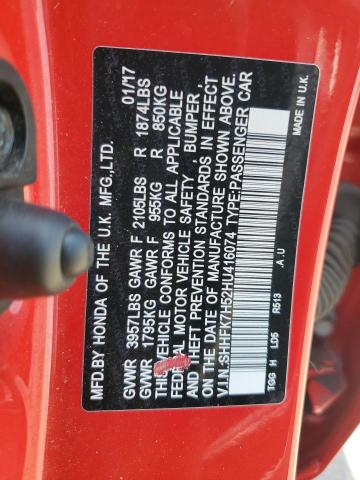 MFD.BY HONDA OF THE U.K. MFG.,LTD. 01/17
GVWR 3957LBS GAWR F 2105LBS R 1874LBS
GVWR 1795KG GAWR F 955KG R 850KG
THIS VEHICLE CONFORMS TO ALL APPLICABLE
FEDERAL MOTOR VEHICLE SAFETY, BUMPER,
AND THEFT PREVENTION STANDARDS IN EFFECT
ON THE DATE OF MANUFACTURE SHOWN ABOVE.
V.I.N-SHHFK7H52HU416074 TYPE:PASSENGER CAR
TGG H LD5 R513 .A.U MADE IN U.K.